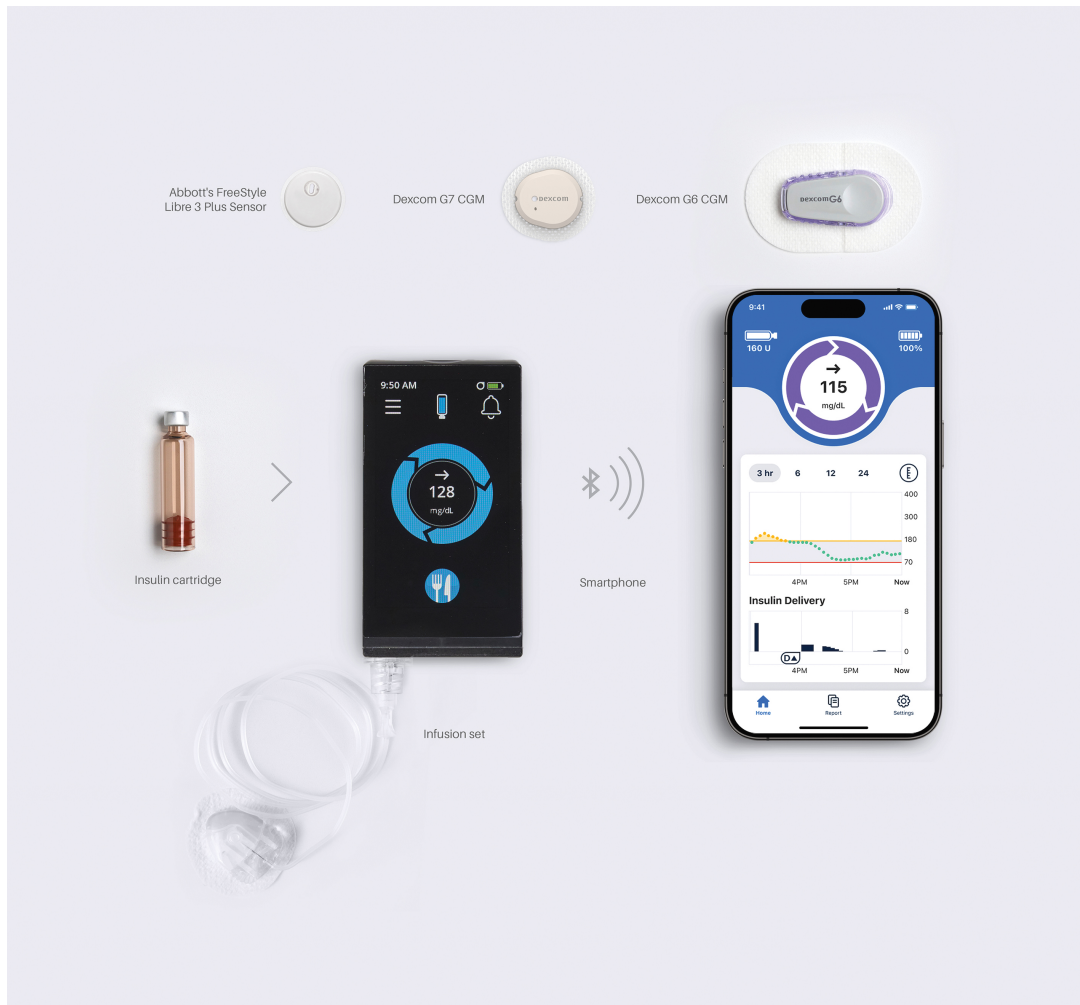 Abbott's FreeStyle
Libre 3 Plus Sensor
Dexcom G7 CGM
Dexcom
Dexcom G6 CGM
DexcomG6
9:41
160 U
100%
→
115
mg/dL
3 hr 6 12 24
400
300
180
70
4PM 5PM Now
Insulin Delivery
8
0
D▲
4PM 5PM Now
Home Report Settings
9:50 AM
→
128
mg/dL
Insulin cartridge
Smartphone
Infusion set